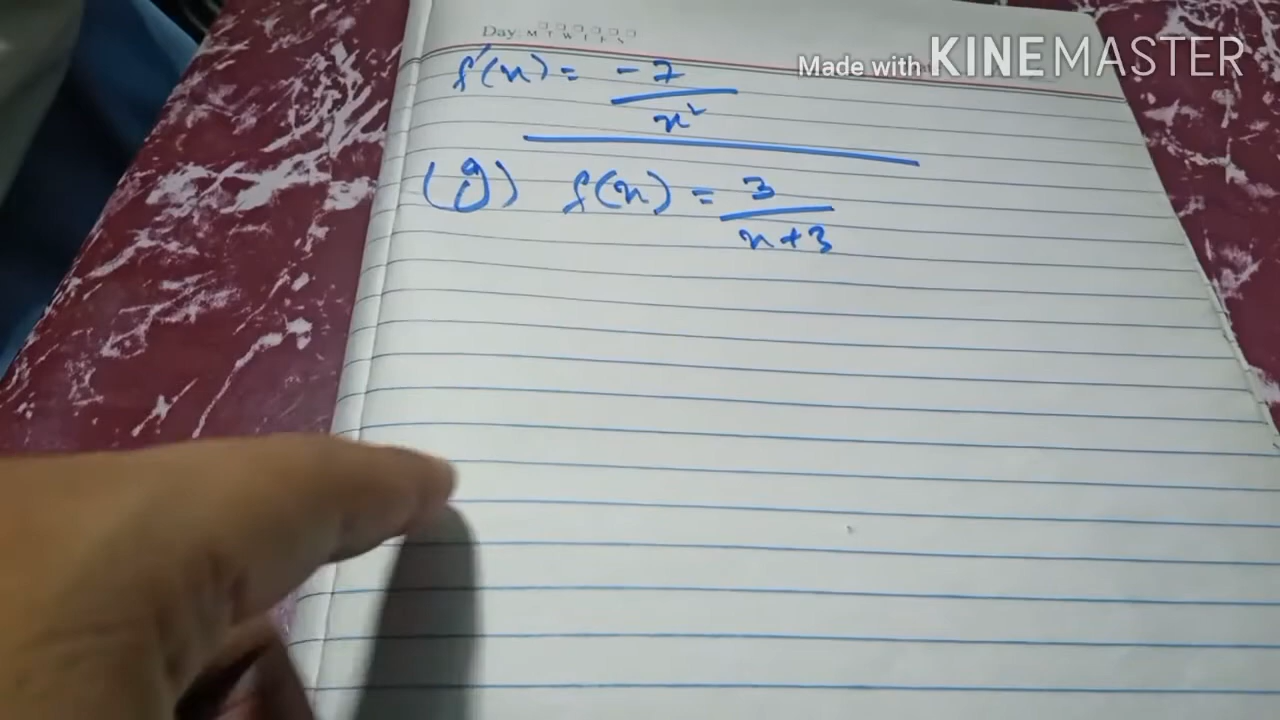 Made with KINEMASTER
Day: M T W T F S
f'(x) = -7/x²
(g) f(x) = 3/x+3